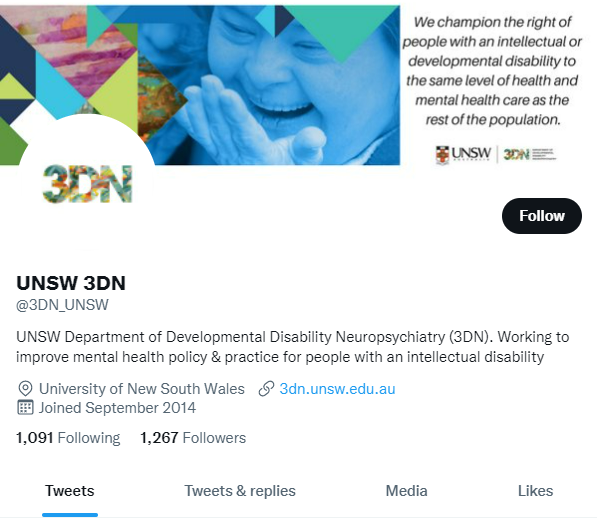 We champion the right of
people with an intellectual or
developmental disability to
the same level of health and
mental health care as the
rest of the population.
UNSW
AUSTRALIA
3DN
3DN
Follow
UNSW 3DN
@3DN_UNSW
UNSW Department of Developmental Disability Neuropsychiatry (3DN). Working to
improve mental health policy & practice for people with an intellectual disability
University of New South Wales 3dn.unsw.edu.au
Joined September 2014
1,091 Following 1,267 Followers
Tweets Tweets & replies Media Likes